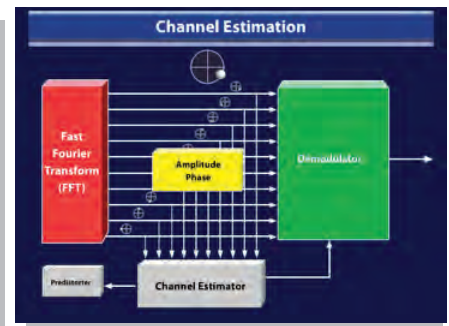 Channel Estimation
Fast
Fourier
Transform
(FFT)
Amplitude
Phase
Demodulator
Predistorter
Channel Estimator